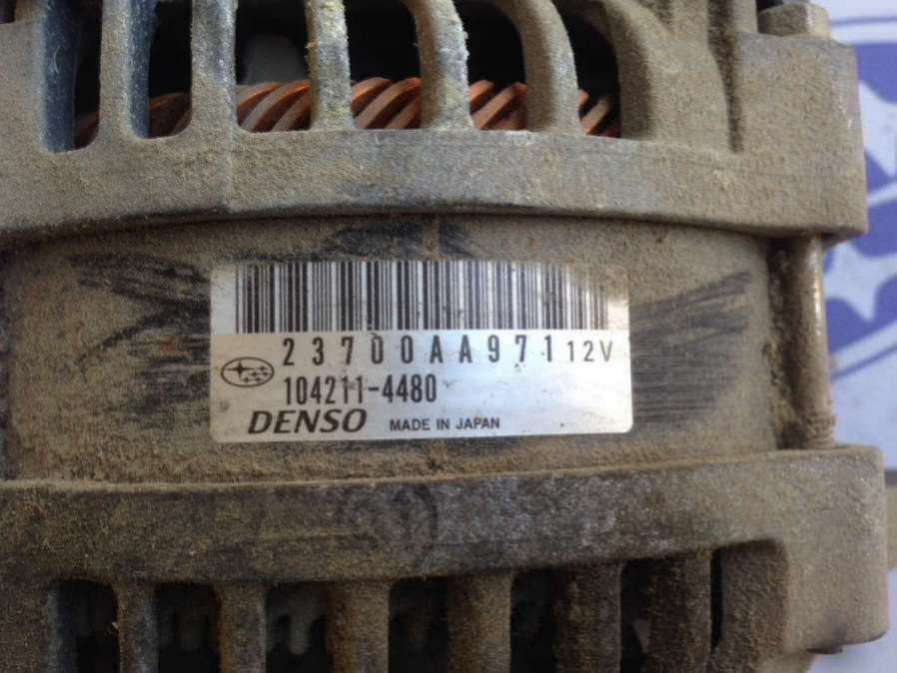 23700AA971 12V
104211-4480
DENSO MADE IN JAPAN